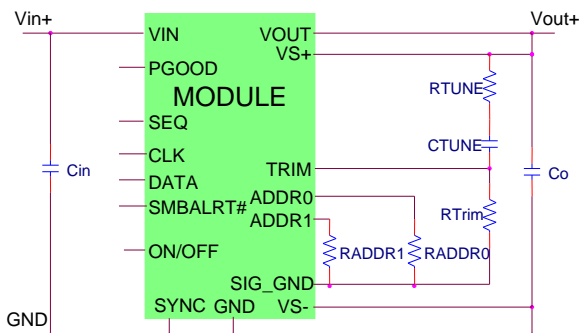 Vin+
Vout+
VIN
VOUT
VS+
PGOOD
RTUNE
MODULE
SEQ
CTUNE
CLK
TRIM
Cin
Co
DATA
ADDR0
SMBALRT#
RTrim
ADDR1
ON/OFF
RADDR1
RADDR0
SIG_GND
SYNC
GND
VS-
GND